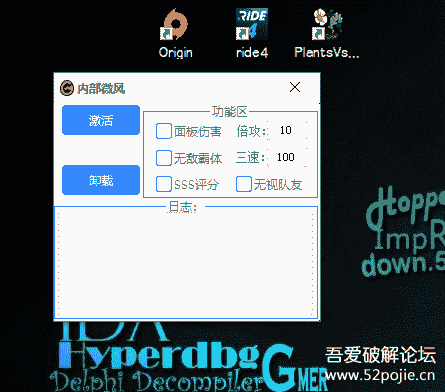 Origin
ride4
PlantsVs...
RIDE
4
内部微风
激活
卸载
功能区
面板伤害 倍攻: 10
无敌霸体 三速: 100
SSS评分 无视队友
日志:
Hoppe
ImpR
down.5
IDA
Hyperdbg
GMER
Delphi Decompiler
吾爱破解论坛
www.52pojie.cn